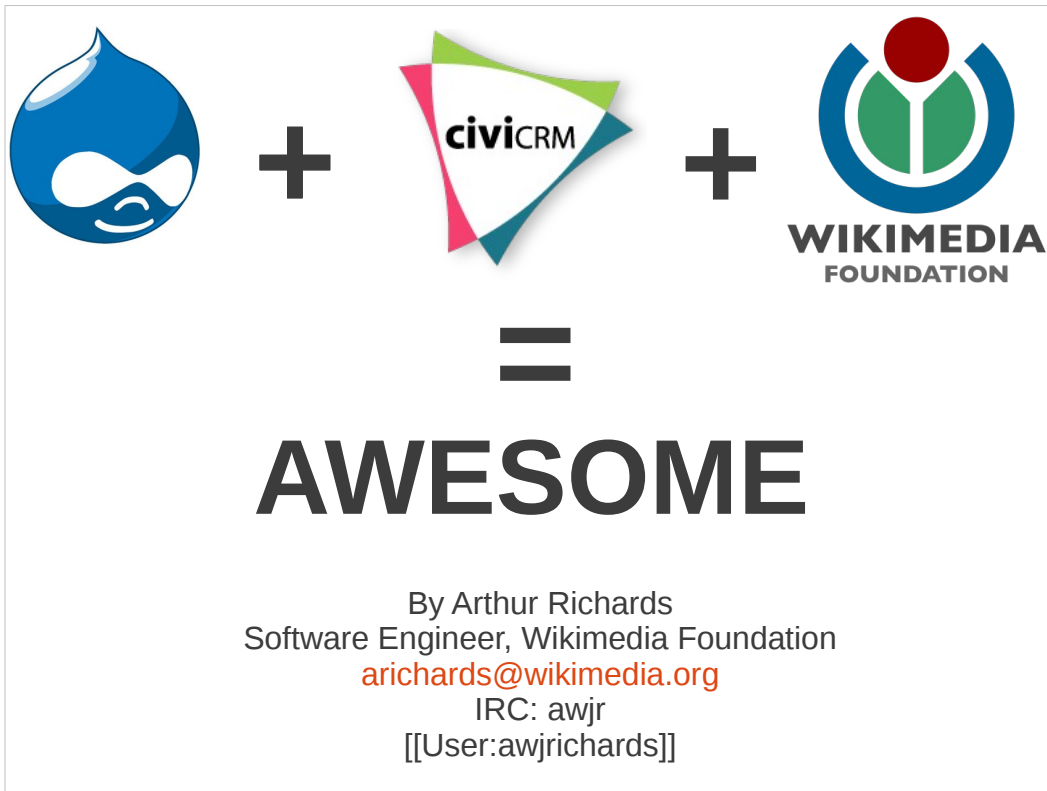 +
civiCRM
+
WIKIMEDIA
FOUNDATION
=
AWESOME
By Arthur Richards
Software Engineer, Wikimedia Foundation
arichards@wikimedia.org
IRC: awjr
[[User:awjrichards]]